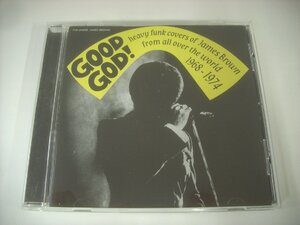 GOOD GOD!
heavy funk covers of James Brown
from all over the world
1968-1974